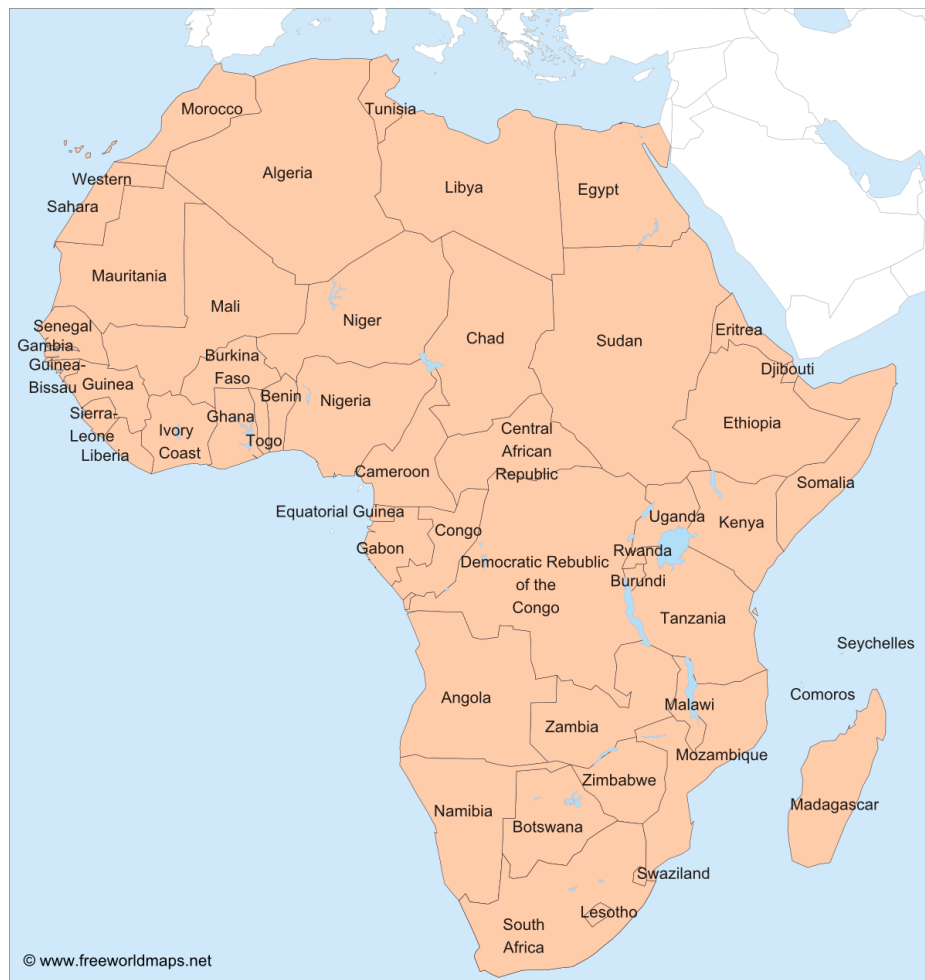 Morocco
Tunisia
Algeria
Libya
Egypt
Western
Sahara
Mauritania
Mali
Niger
Chad
Sudan
Eritrea
Djibouti
Senegal
Gambia
Guinea-
Bissau
Guinea
Burkina
Faso
Benin
Nigeria
Sierra-
Leone
Liberia
Ivory
Coast
Ghana
Togo
Cameroon
Central
African
Republic
Ethiopia
Somalia
Equatorial Guinea
Gabon
Congo
Democratic Republic
of the
Congo
Uganda
Kenya
Rwanda
Burundi
Tanzania
Seychelles
Comoros
Angola
Zambia
Malawi
Mozambique
Zimbabwe
Madagascar
Namibia
Botswana
Swaziland
Lesotho
South
Africa
© www.freeworldmaps.net